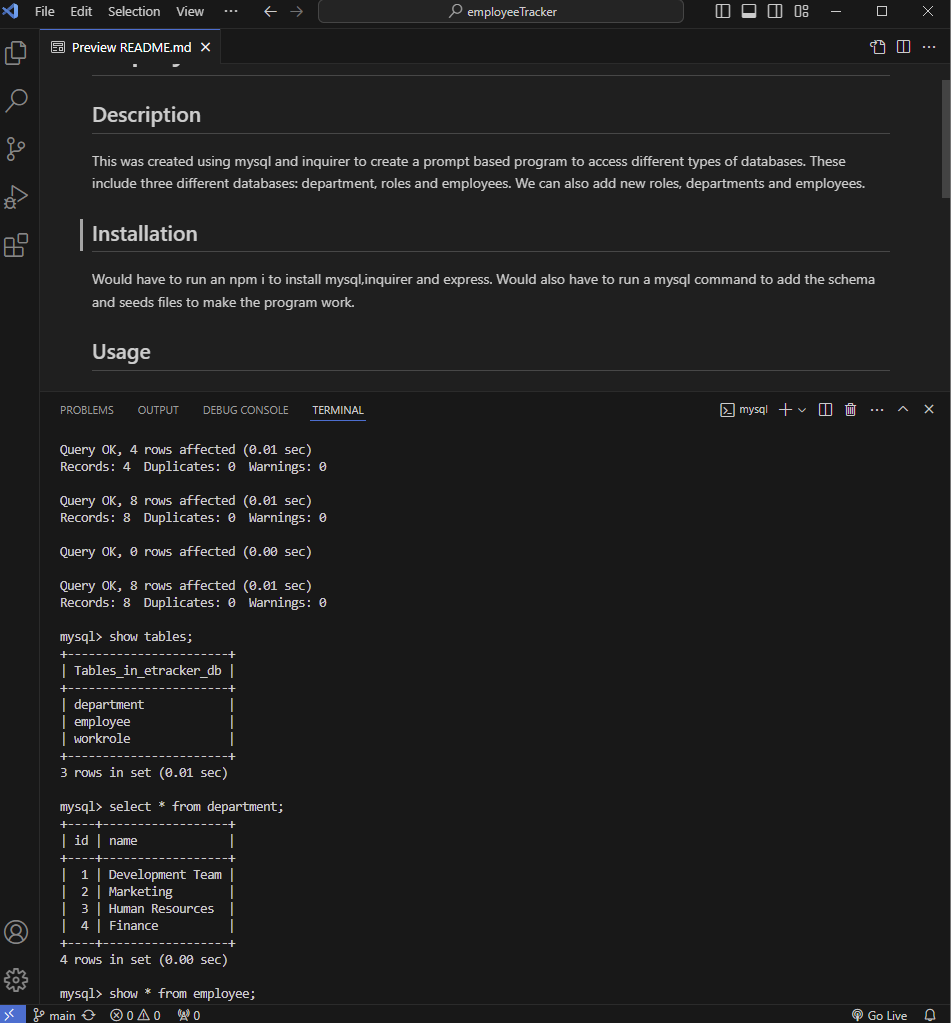 File Edit Selection View ··· employeeTracker
Preview README.md
Description
This was created using mysql and inquirer to create a prompt based program to access different types of databases. These
include three different databases: department, roles and employees. We can also add new roles, departments and employees.
Installation
Would have to run an npm i to install mysql,inquirer and express. Would also have to run a mysql command to add the schema
and seeds files to make the program work.
Usage
PROBLEMS OUTPUT DEBUG CONSOLE TERMINAL mysql
Query OK, 4 rows affected (0.01 sec)
Records: 4  Duplicates: 0  Warnings: 0
Query OK, 8 rows affected (0.01 sec)
Records: 8  Duplicates: 0  Warnings: 0
Query OK, 0 rows affected (0.00 sec)
Query OK, 8 rows affected (0.01 sec)
Records: 8  Duplicates: 0  Warnings: 0
mysql> show tables;
+-----------------------+
| Tables_in_etracker_db |
+-----------------------+
| department            |
| employee              |
| workrole              |
+-----------------------+
3 rows in set (0.01 sec)
mysql> select * from department;
+----+------------------+
| id | name             |
+----+------------------+
|  1 | Development Team |
|  2 | Marketing        |
|  3 | Human Resources  |
|  4 | Finance          |
+----+------------------+
4 rows in set (0.00 sec)
mysql> show * from employee;
main 0 0 0 Go Live